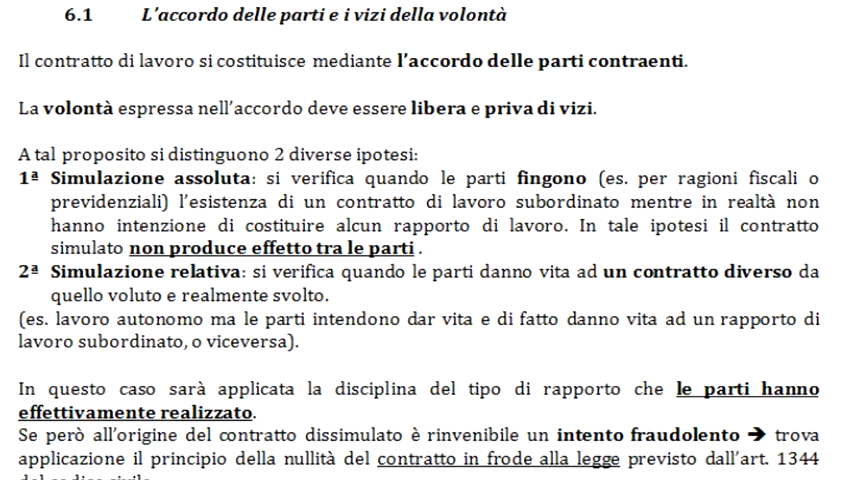 6.1 L'accordo delle parti e i vizi della volontà
Il contratto di lavoro si costituisce mediante l'accordo delle parti contraenti.
La volontà espressa nell'accordo deve essere libera e priva di vizi.
A tal proposito si distinguono 2 diverse ipotesi:
1ª Simulazione assoluta: si verifica quando le parti fingono (es. per ragioni fiscali o
previdenziali) l'esistenza di un contratto di lavoro subordinato mentre in realtà non
hanno intenzione di costituire alcun rapporto di lavoro. In tale ipotesi il contratto
simulato non produce effetto tra le parti .
2ª Simulazione relativa: si verifica quando le parti danno vita ad un contratto diverso da
quello voluto e realmente svolto.
(es. lavoro autonomo ma le parti intendono dar vita e di fatto danno vita ad un rapporto di
lavoro subordinato, o viceversa).
In questo caso sarà applicata la disciplina del tipo di rapporto che le parti hanno
effettivamente realizzato.
Se però all'origine del contratto dissimulato è rinvenibile un intento fraudolento ➔ trova
applicazione il principio della nullità del contratto in frode alla legge previsto dall'art. 1344
del codice civile